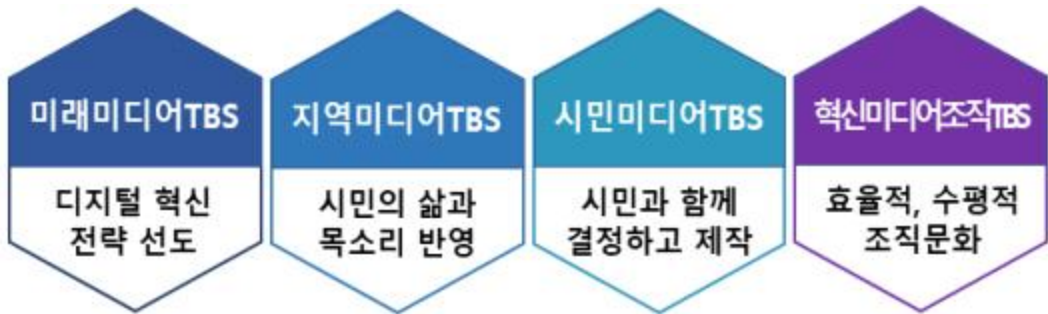 미래미디어TBS
디지털 혁신
전략 선도
지역미디어TBS
시민의 삶과
목소리 반영
시민미디어TBS
시민과 함께
결정하고 제작
혁신미디어조직TBS
효율적, 수평적
조직문화